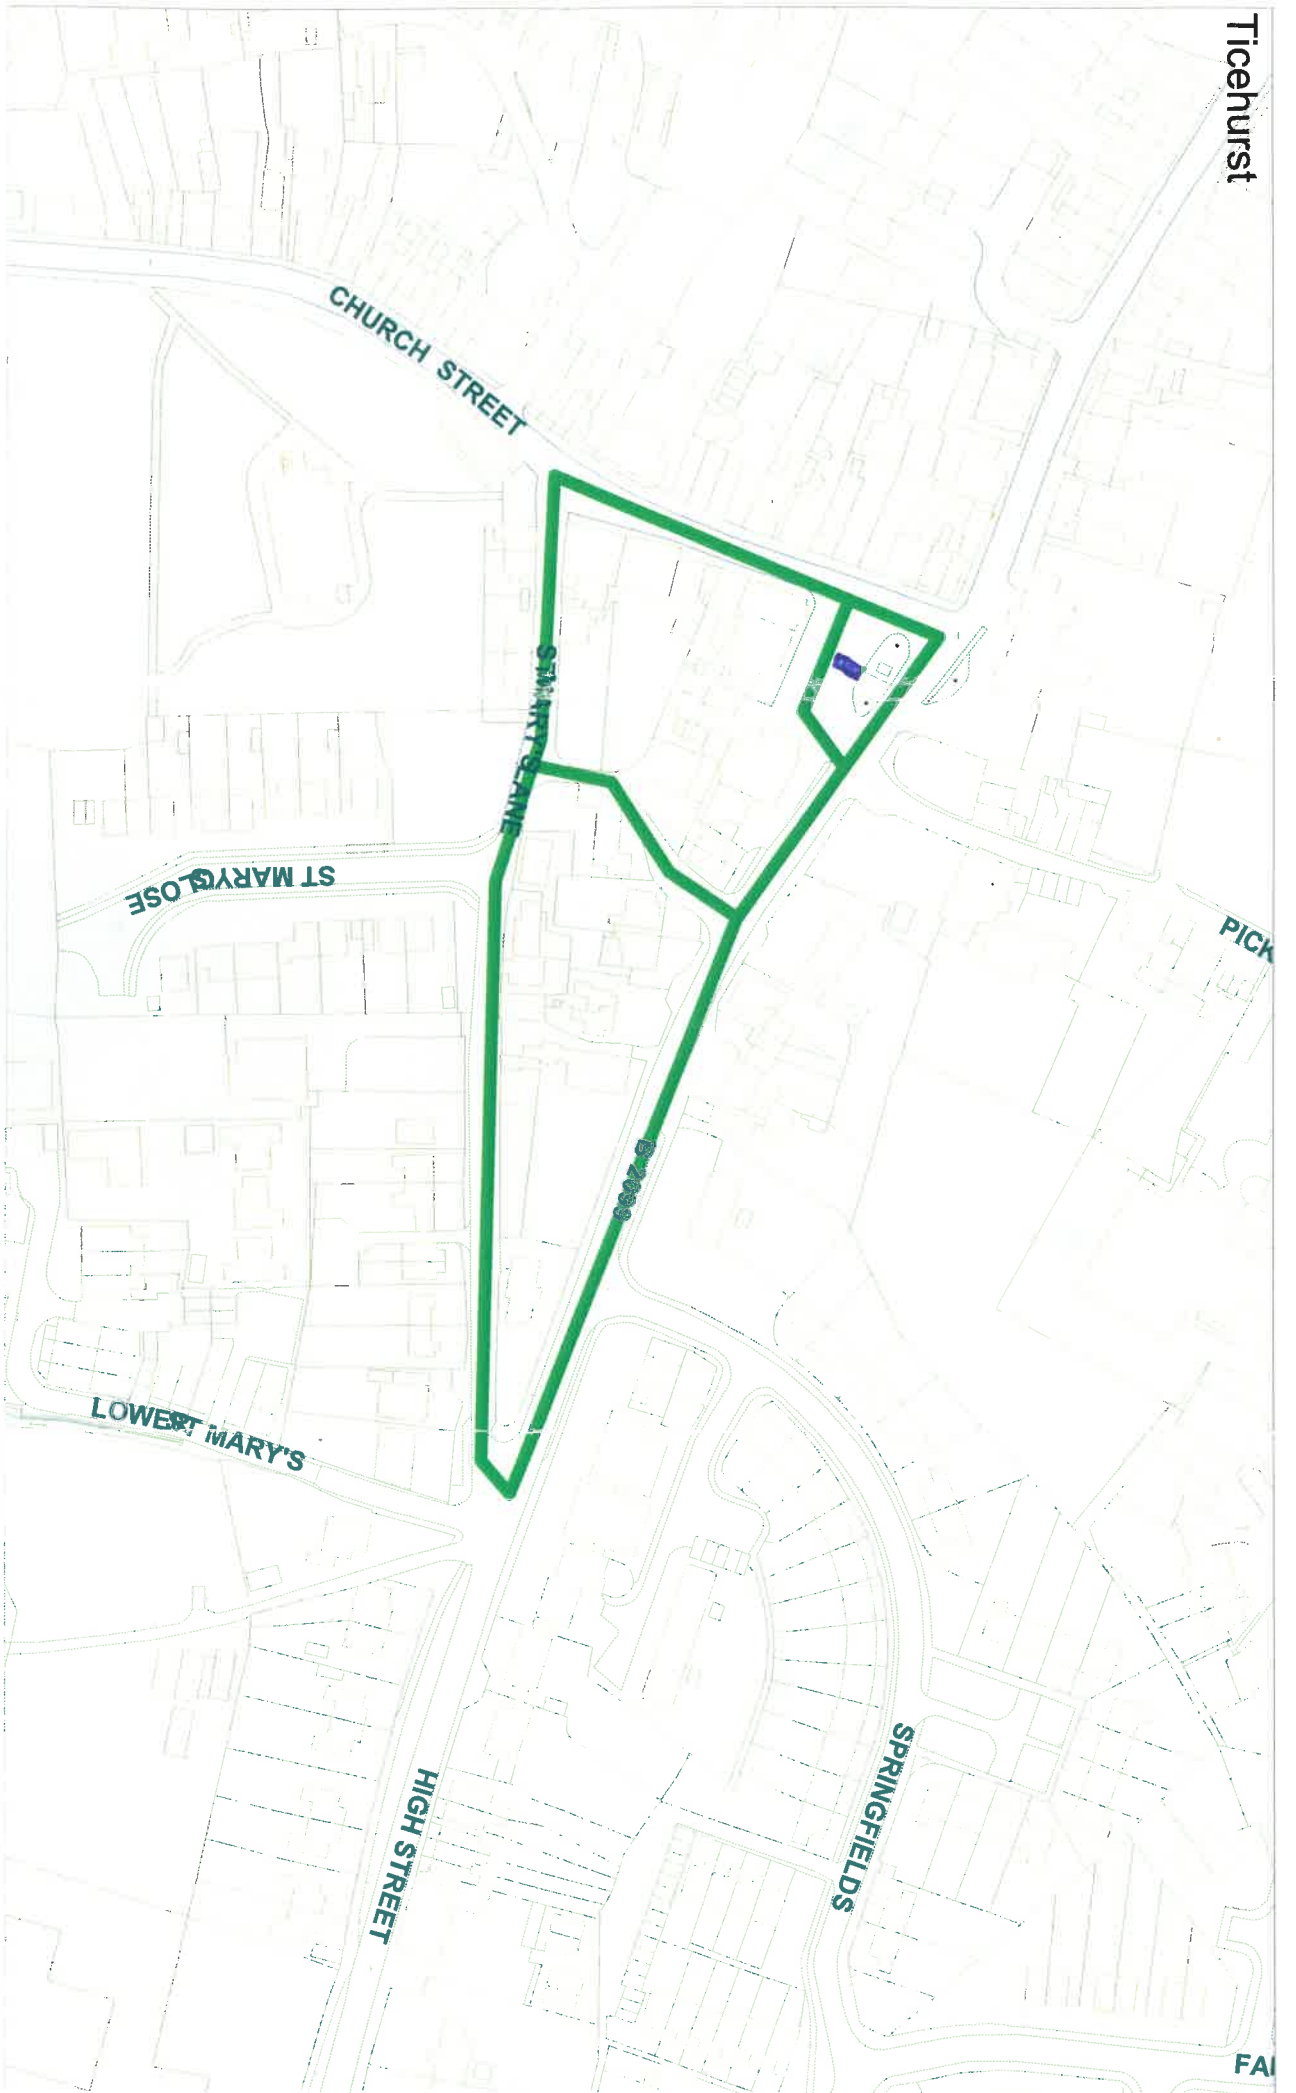 Ticehurst
CHURCH STREET
ST MARY'S LANE
ST MARY'S CLOSE
PICK
B 2099
LOWER ST MARY'S
SPRINGFIELDS
HIGH STREET
FA